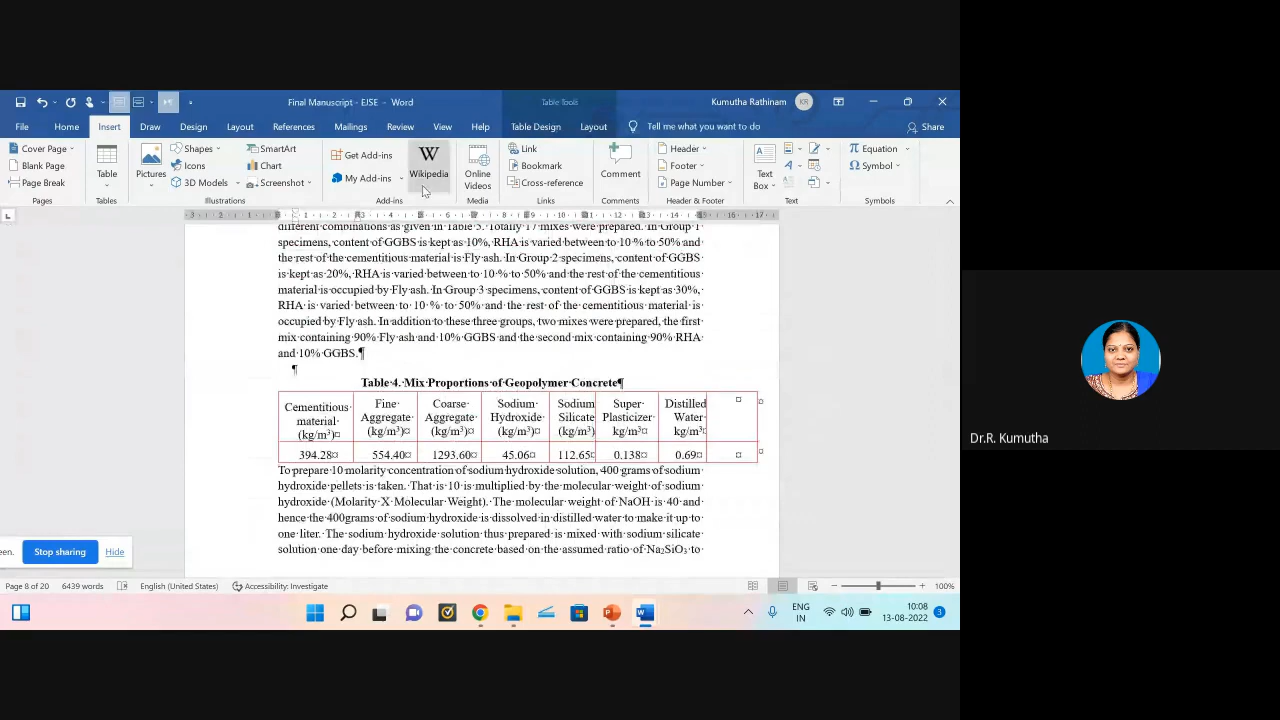 Final Manuscript - EJSE - Word
Table Tools
Kumutha Rathinam
KR
File Home Insert Draw Design Layout References Mailings Review View Help Table Design Layout Tell me what you want to do Share
Cover Page
Blank Page
Page Break
Pages
Table
Tables
Pictures
Shapes
Icons
3D Models
SmartArt
Chart
Screenshot
Illustrations
Get Add-ins
My Add-ins
Wikipedia
Add-ins
Online Videos
Media
Link
Bookmark
Cross-reference
Links
Comment
Comments
Header
Footer
Page Number
Header & Footer
Text Box
Text
Equation
Symbol
Symbols
different combinations as given in Table 5. Totally 17 mixes were prepared. In Group 1
specimens, content of GGBS is kept as 10%, RHA is varied between to 10 % to 50% and
the rest of the cementitious material is Fly ash. In Group 2 specimens, content of GGBS
is kept as 20%, RHA is varied between to 10 % to 50% and the rest of the cementitious
material is occupied by Fly ash. In Group 3 specimens, content of GGBS is kept as 30%,
RHA is varied between to 10 % to 50% and the rest of the cementitious material is
occupied by Fly ash. In addition to these three groups, two mixes were prepared, the first
mix containing 90% Fly ash and 10% GGBS and the second mix containing 90% RHA
and 10% GGBS.¶
¶
Table 4. Mix Proportions of Geopolymer Concrete¶
Cementitious material (kg/m³) Fine Aggregate (kg/m³) Coarse Aggregate (kg/m³) Sodium Hydroxide (kg/m³) Sodium Silicate (kg/m³) Super Plasticizer kg/m³ Distilled Water kg/m³
394.28 554.40 1293.60 45.06 112.65 0.138 0.69
To prepare 10 molarity concentration of sodium hydroxide solution, 400 grams of sodium
hydroxide pellets is taken. That is 10 is multiplied by the molecular weight of sodium
hydroxide (Molarity X Molecular Weight). The molecular weight of NaOH is 40 and
hence the 400grams of sodium hydroxide is dissolved in distilled water to make it up to
one liter. The sodium hydroxide solution thus prepared is mixed with sodium silicate
solution one day before mixing the concrete based on the assumed ratio of Na₂SiO₃ to
een. Stop sharing Hide
Page 8 of 20 6439 words English (United States) Accessibility: Investigate 100%
ENG IN
10:08
13-08-2022
3
Dr.R. Kumutha